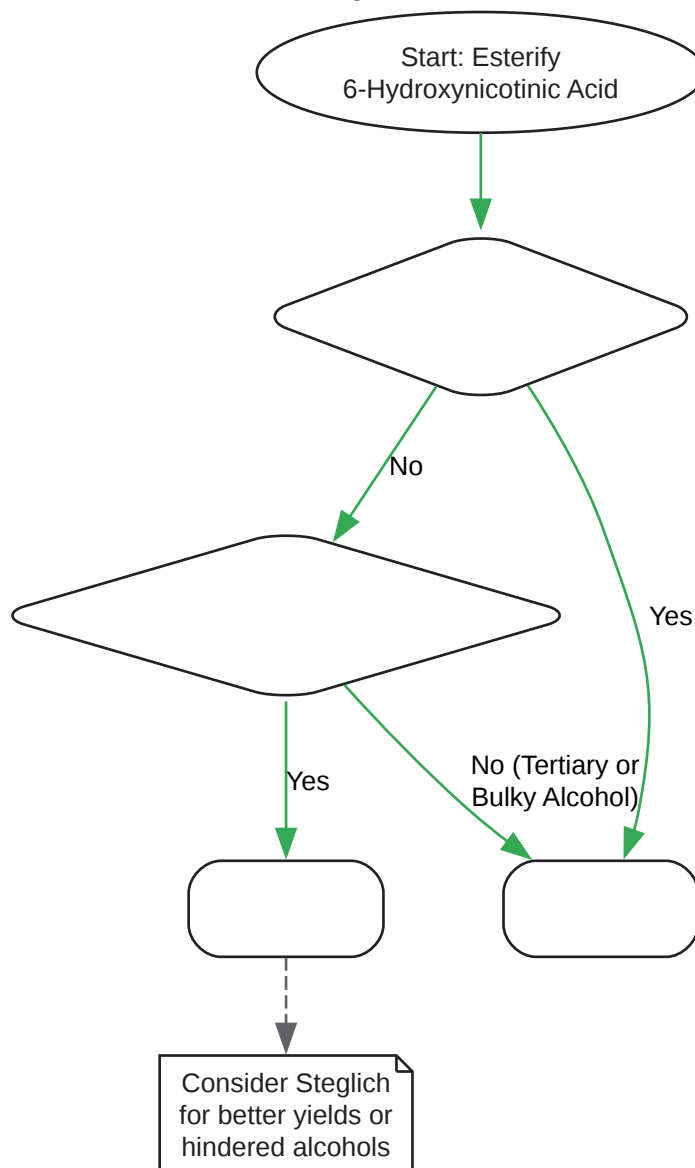 Start: Esterify
6-Hydroxynicotinic Acid
No
Yes
Yes
No (Tertiary or
Bulky Alcohol)
Consider Steglich
for better yields or
hindered alcohols